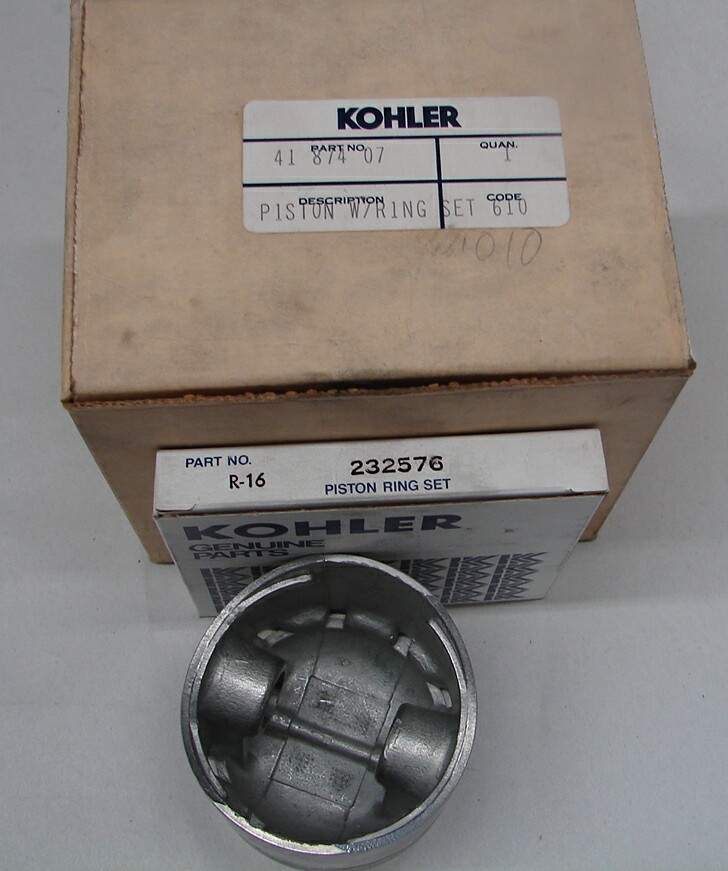 KOHLER
PART NO. QUAN.
41 874 07 1
DESCRIPTION CODE
PISTON W/RING SET 610
1010
PART NO. 232576
R-16 PISTON RING SET
KOHLER
GENUINE
PARTS